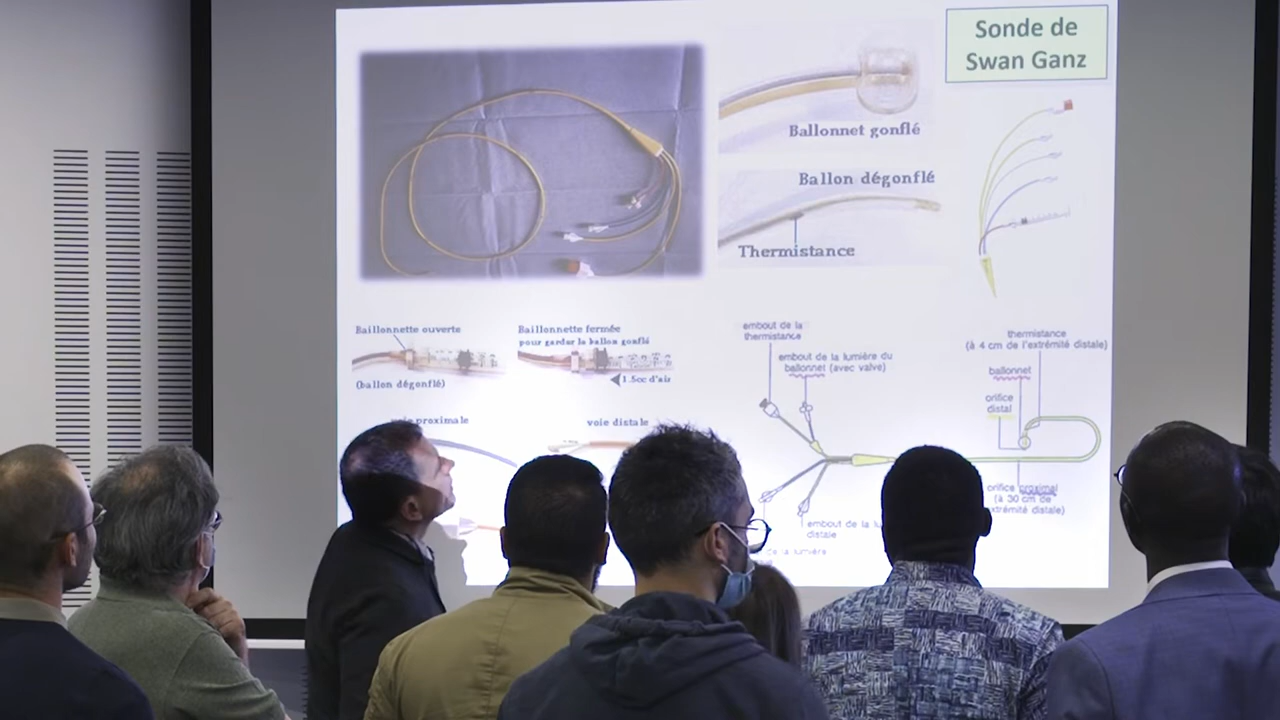 Sonde de
Swan Ganz
Ballonnet gonflé
Ballon dégonflé
Thermistance
Baillonnette ouverte
(ballon dégonflé)
Baillonnette fermée
pour garder le ballon gonflé
1.5cc d'air
proximale
voie distale
embout de la
thermistance
embout de la lumière du
ballonnet (avec valve)
thermistance
(à 4 cm de l'extrémité distale)
ballonnet
orifice
distal
orifice proximal
(à 30 cm de
extrémité distale)
embout de la
distale
de la lumière